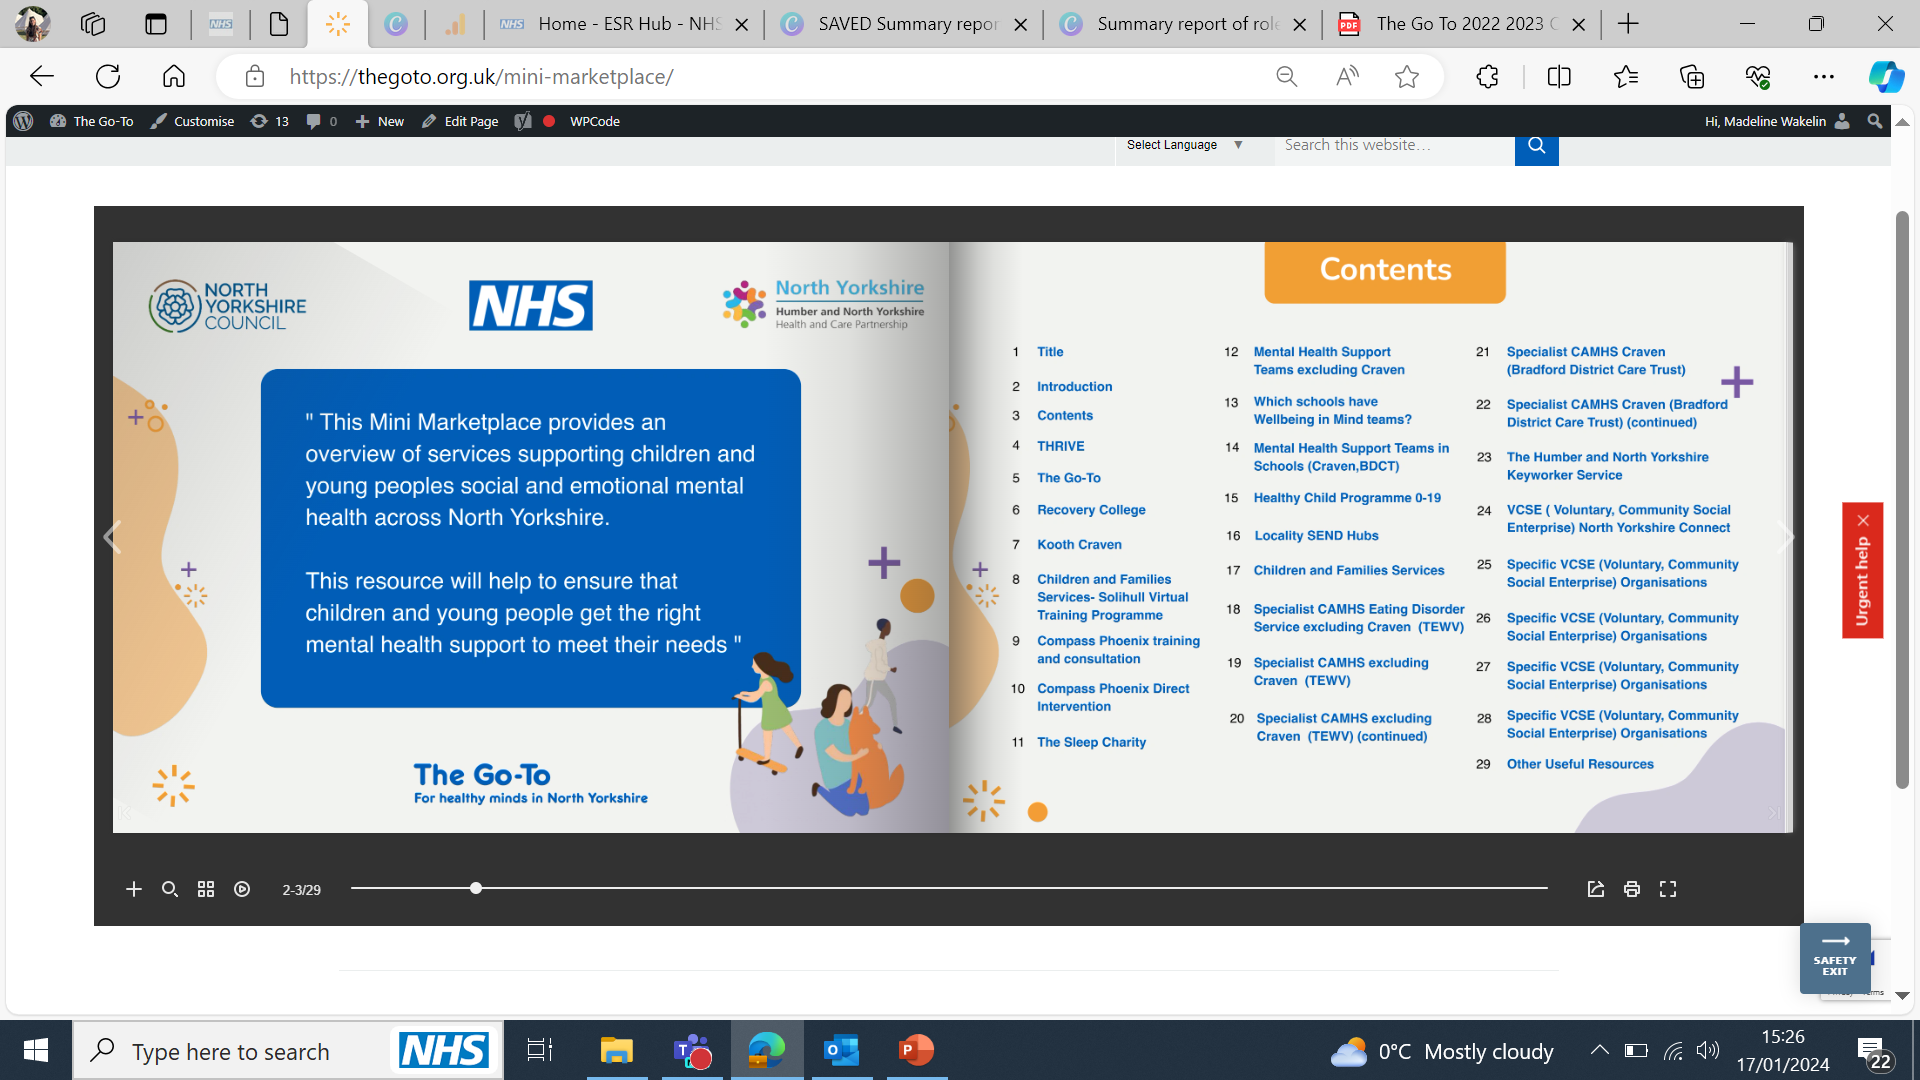 Home - ESR Hub - NHS
SAVED Summary repor
Summary report of role
PDF
The Go To 2022 2023 C
https://thegoto.org.uk/mini-marketplace/
The Go-To
Customise
13
0
New
Edit Page
WPCode
Hi, Madeline Wakelin
Select Language
Search this website…
NORTH
YORKSHIRE
COUNCIL
NHS
North Yorkshire
Humber and North Yorkshire
Health and Care Partnership
" This Mini Marketplace provides an
overview of services supporting children and
young peoples social and emotional mental
health across North Yorkshire.
This resource will help to ensure that
children and young people get the right
mental health support to meet their needs "
The Go-To
For healthy minds in North Yorkshire
Contents
1 Title
2 Introduction
3 Contents
4 THRIVE
5 The Go-To
6 Recovery College
7 Kooth Craven
8 Children and Families
Services- Solihull Virtual
Training Programme
9 Compass Phoenix training
and consultation
10 Compass Phoenix Direct
Intervention
11 The Sleep Charity
12 Mental Health Support
Teams excluding Craven
13 Which schools have
Wellbeing in Mind teams?
14 Mental Health Support Teams in
Schools (Craven,BDCT)
15 Healthy Child Programme 0-19
16 Locality SEND Hubs
17 Children and Families Services
18 Specialist CAMHS Eating Disorder
Service excluding Craven (TEWV)
19 Specialist CAMHS excluding
Craven (TEWV)
20 Specialist CAMHS excluding
Craven (TEWV) (continued)
21 Specialist CAMHS Craven
(Bradford District Care Trust)
22 Specialist CAMHS Craven (Bradford
District Care Trust) (continued)
23 The Humber and North Yorkshire
Keyworker Service
24 VCSE ( Voluntary, Community Social
Enterprise) North Yorkshire Connect
25 Specific VCSE (Voluntary, Community
Social Enterprise) Organisations
26 Specific VCSE (Voluntary, Community
Social Enterprise) Organisations
27 Specific VCSE (Voluntary, Community
Social Enterprise) Organisations
28 Specific VCSE (Voluntary, Community
Social Enterprise) Organisations
29 Other Useful Resources
Urgent help
2-3/29
SAFETY
EXIT
Type here to search
NHS
0°C Mostly cloudy
15:26
17/01/2024
22